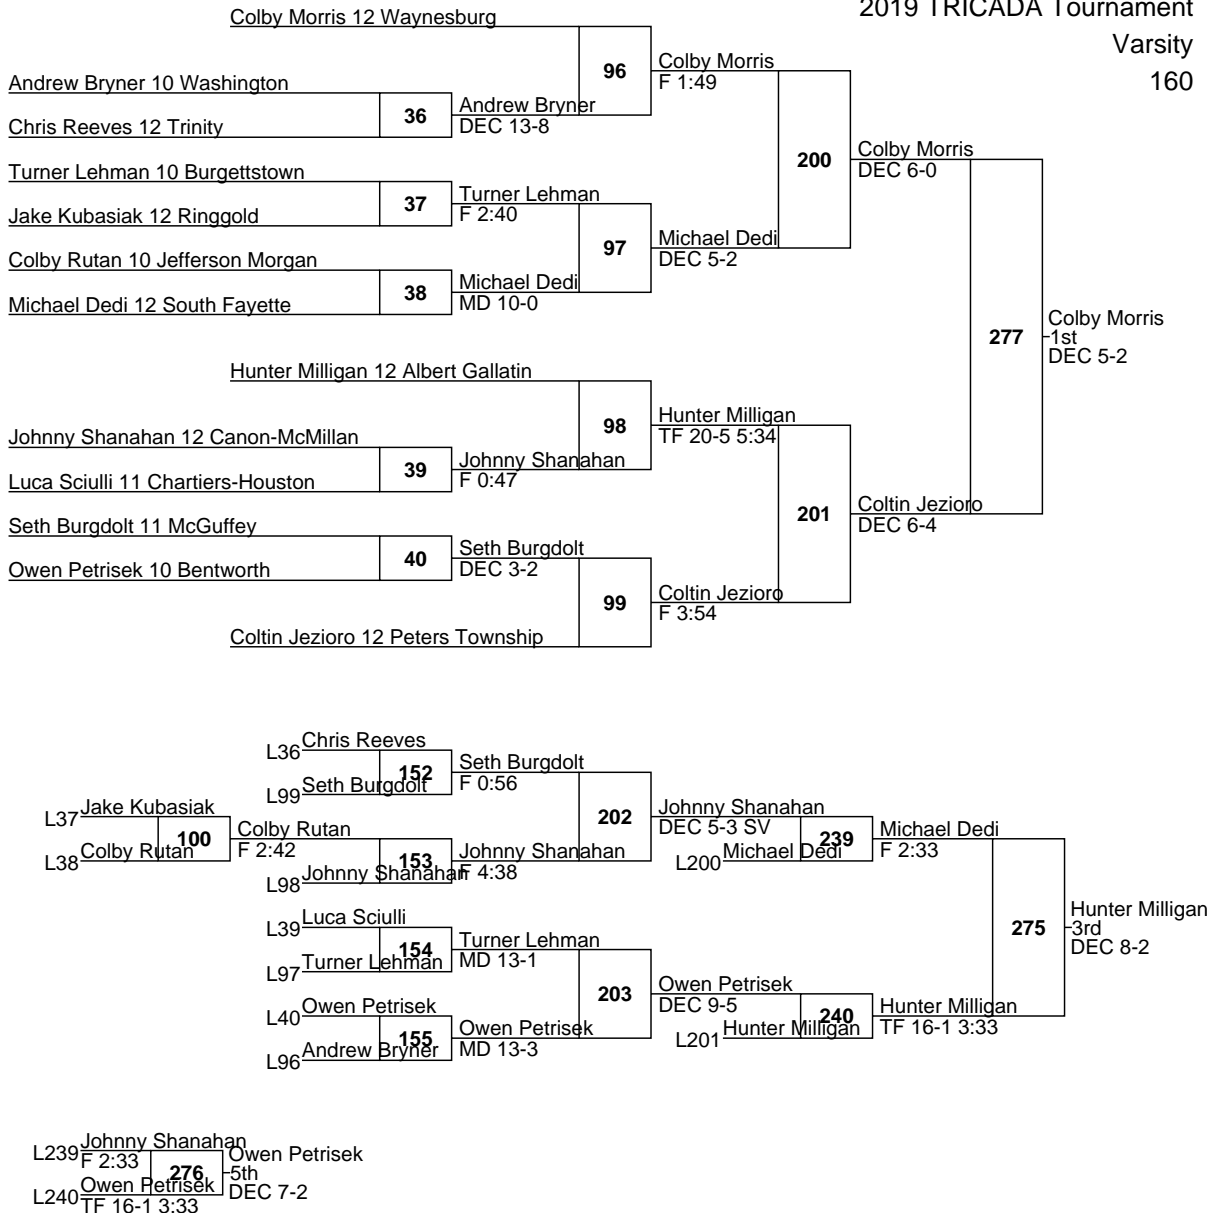 2019 TRICADA Tournament
Varsity
160
Colby Morris 12 Waynesburg
96
Colby Morris
F 1:49
Andrew Bryner 10 Washington
36
Andrew Bryner
DEC 13-8
Chris Reeves 12 Trinity
200
Colby Morris
DEC 6-0
Turner Lehman 10 Burgettstown
37
Turner Lehman
F 2:40
Jake Kubasiak 12 Ringgold
97
Michael Dedi
DEC 5-2
Colby Rutan 10 Jefferson Morgan
38
Michael Dedi
MD 10-0
Michael Dedi 12 South Fayette
277
Colby Morris
1st
DEC 5-2
Hunter Milligan 12 Albert Gallatin
98
Hunter Milligan
TF 20-5 5:34
Johnny Shanahan 12 Canon-McMillan
39
Johnny Shanahan
F 0:47
Luca Sciulli 11 Chartiers-Houston
201
Coltin Jezioro
DEC 6-4
Seth Burgdolt 11 McGuffey
40
Seth Burgdolt
DEC 3-2
Owen Petrisek 10 Bentworth
99
Coltin Jezioro
F 3:54
Coltin Jezioro 12 Peters Township
L36 Chris Reeves
152
Seth Burgdolt
F 0:56
L99 Seth Burgdolt
L37 Jake Kubasiak
100
Colby Rutan
F 2:42
L38 Colby Rutan
202
Johnny Shanahan
DEC 5-3 SV
153
Johnny Shanahan
F 4:38
L98 Johnny Shanahan
239
Michael Dedi
F 2:33
L200 Michael Dedi
L39 Luca Sciulli
154
Turner Lehman
MD 13-1
L97 Turner Lehman
275
Hunter Milligan
3rd
DEC 8-2
203
Owen Petrisek
DEC 9-5
L40 Owen Petrisek
155
Owen Petrisek
MD 13-3
L96 Andrew Bryner
240
Hunter Milligan
TF 16-1 3:33
L201 Hunter Milligan
L239 Johnny Shanahan
F 2:33
276
Owen Petrisek
5th
DEC 7-2
L240 Owen Petrisek
TF 16-1 3:33